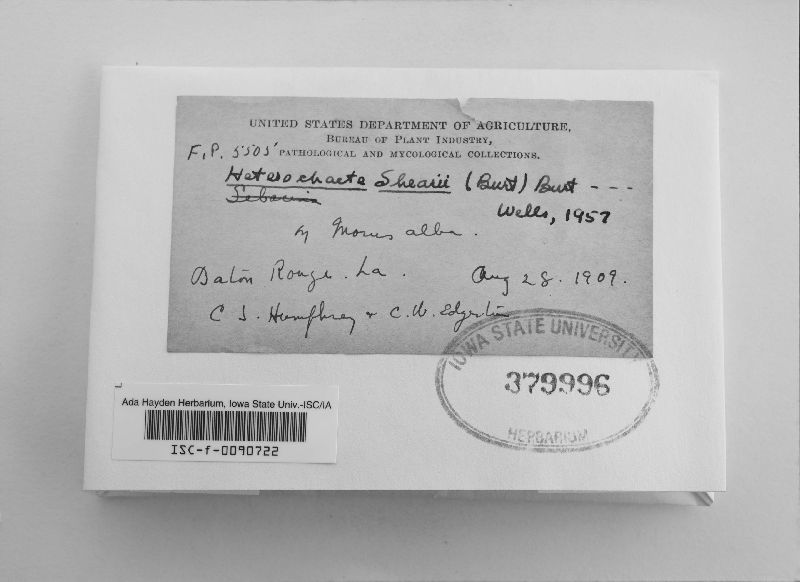 UNITED STATES DEPARTMENT OF AGRICULTURE,
BUREAU OF PLANT INDUSTRY,
F.P. 5505 PATHOLOGICAL AND MYCOLOGICAL COLLECTIONS.
Heterochaete Shearii (Burt) Burt - - -
Sebacina
Wells, 1957
Morus alba.
Baton Rouge. La.
Aug 28. 1909.
C J. Humphrey & C. W. Edgerton
IOWA STATE UNIVERSITY
379996
HERBARIUM
Ada Hayden Herbarium, Iowa State Univ.-ISC/IA
ISC-f-0090722